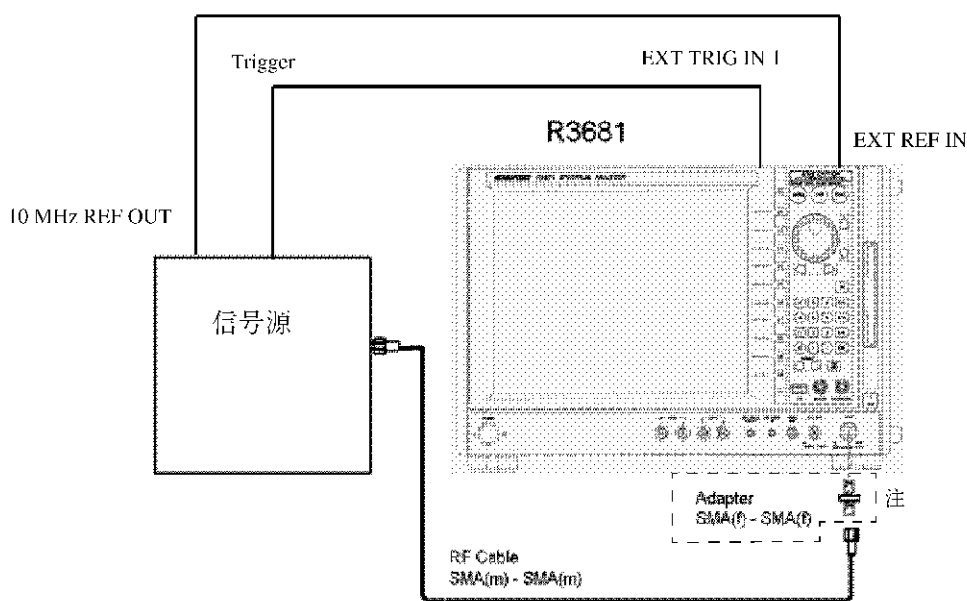 Trigger
EXT TRIG IN 1
R3681
EXT REF IN
10 MHz REF OUT
信号源
Adapter
SMA(f) - SMA(f)
注
RF Cable
SMA(m) - SMA(m)